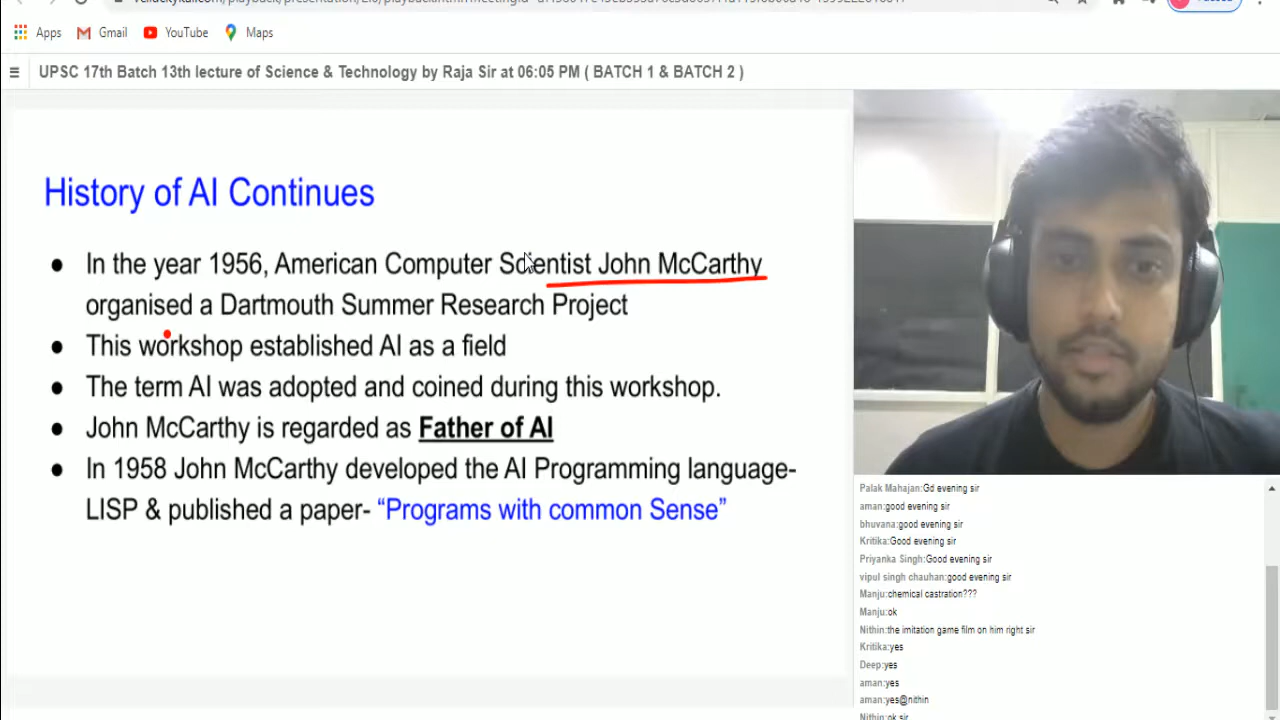 Apps Gmail YouTube Maps
UPSC 17th Batch 13th lecture of Science & Technology by Raja Sir at 06:05 PM ( BATCH 1 & BATCH 2 )
History of AI Continues
● In the year 1956, American Computer Scientist John McCarthy
organised a Dartmouth Summer Research Project
● This workshop established AI as a field
● The term AI was adopted and coined during this workshop.
● John McCarthy is regarded as Father of AI
● In 1958 John McCarthy developed the AI Programming language-
LISP & published a paper- “Programs with common Sense”
Palak Mahajan:Gd evening sir
aman:good evening sir
bhuvana:good evening sir
Kritika:Good evening sir
Priyanka Singh:Good evening sir
vipul singh chauhan:good evening sir
Manju:chemical castration???
Manju:ok
Nithin:the imitation game film on him right sir
Kritika:yes
Deep:yes
aman:yes
aman:yes@nithin
Nithin:ok sir